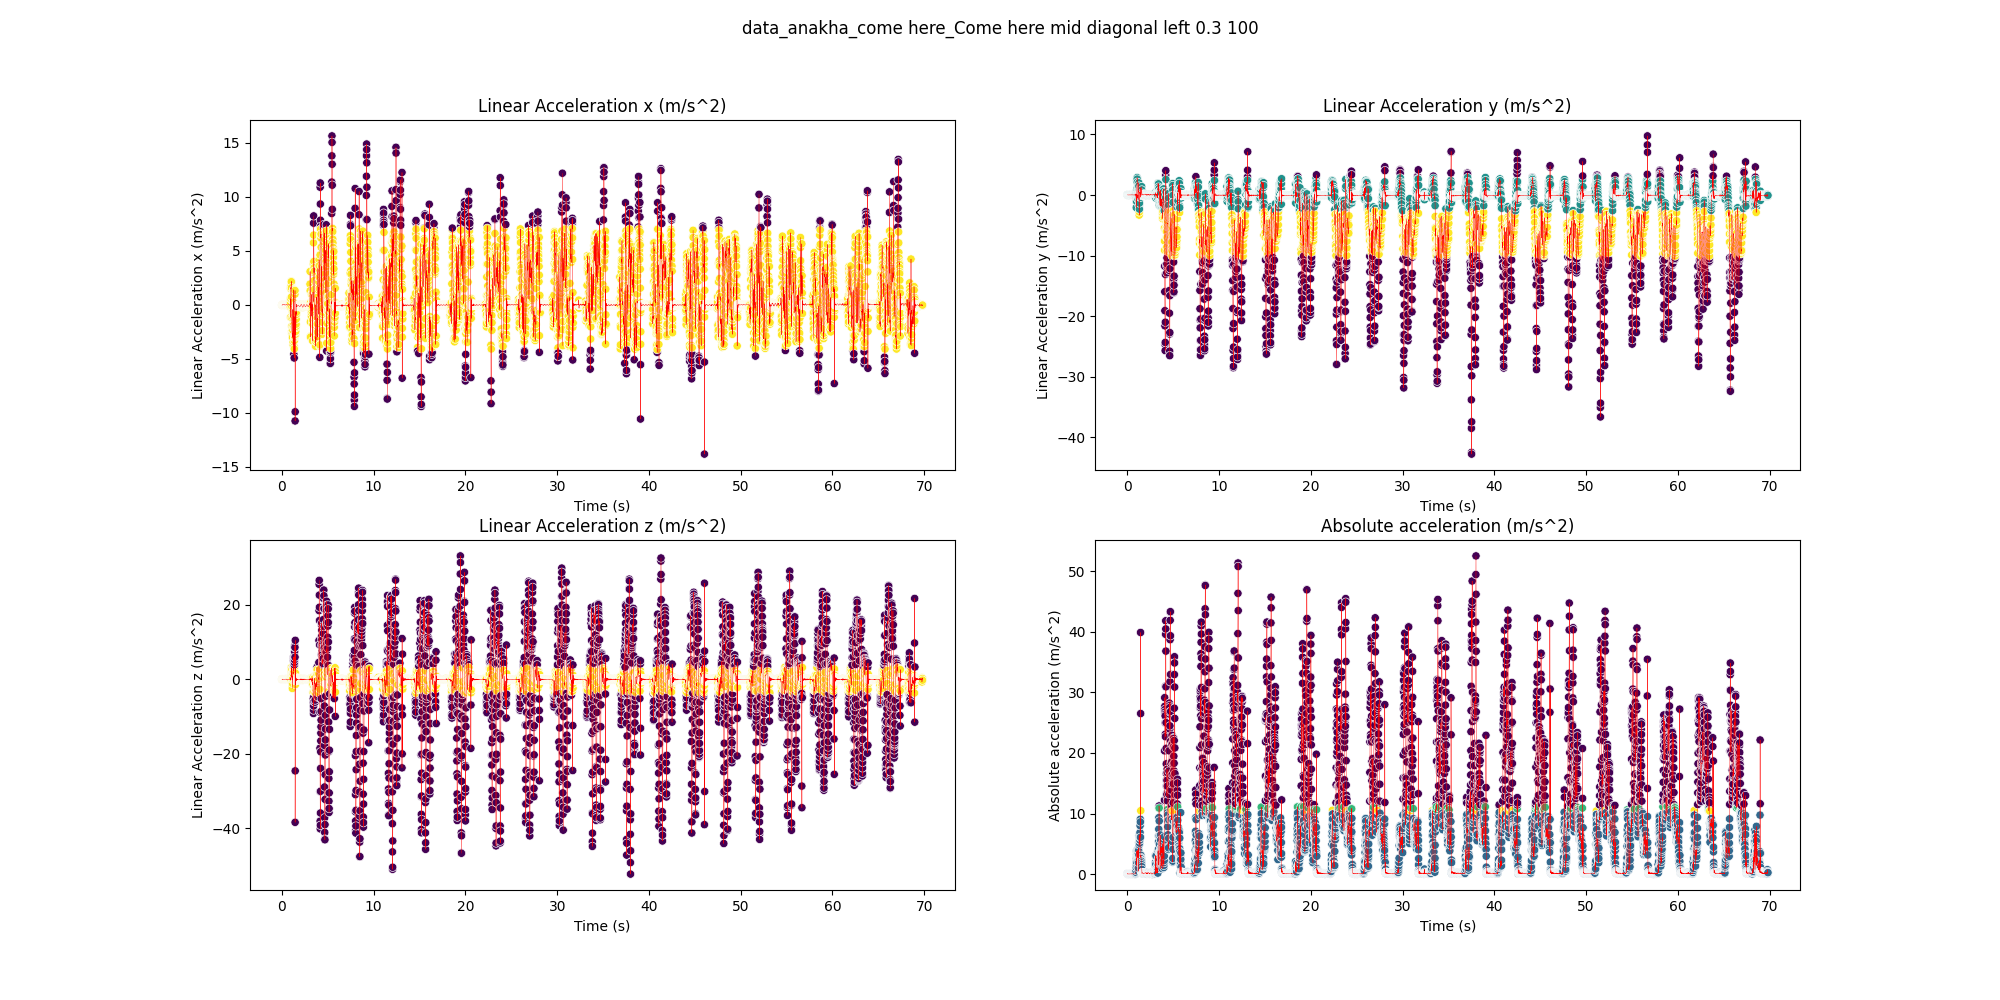 data_anakha_come here_Come here mid diagonal left 0.3 100
Linear Acceleration x (m/s^2)
Linear Acceleration x (m/s^2)
15
10
5
0
−5
−10
−15
0 10 20 30 40 50 60 70
Time (s)
Linear Acceleration y (m/s^2)
Linear Acceleration y (m/s^2)
10
0
−10
−20
−30
−40
0 10 20 30 40 50 60 70
Time (s)
Linear Acceleration z (m/s^2)
Linear Acceleration z (m/s^2)
20
0
−20
−40
0 10 20 30 40 50 60 70
Time (s)
Absolute acceleration (m/s^2)
Absolute acceleration (m/s^2)
50
40
30
20
10
0
0 10 20 30 40 50 60 70
Time (s)